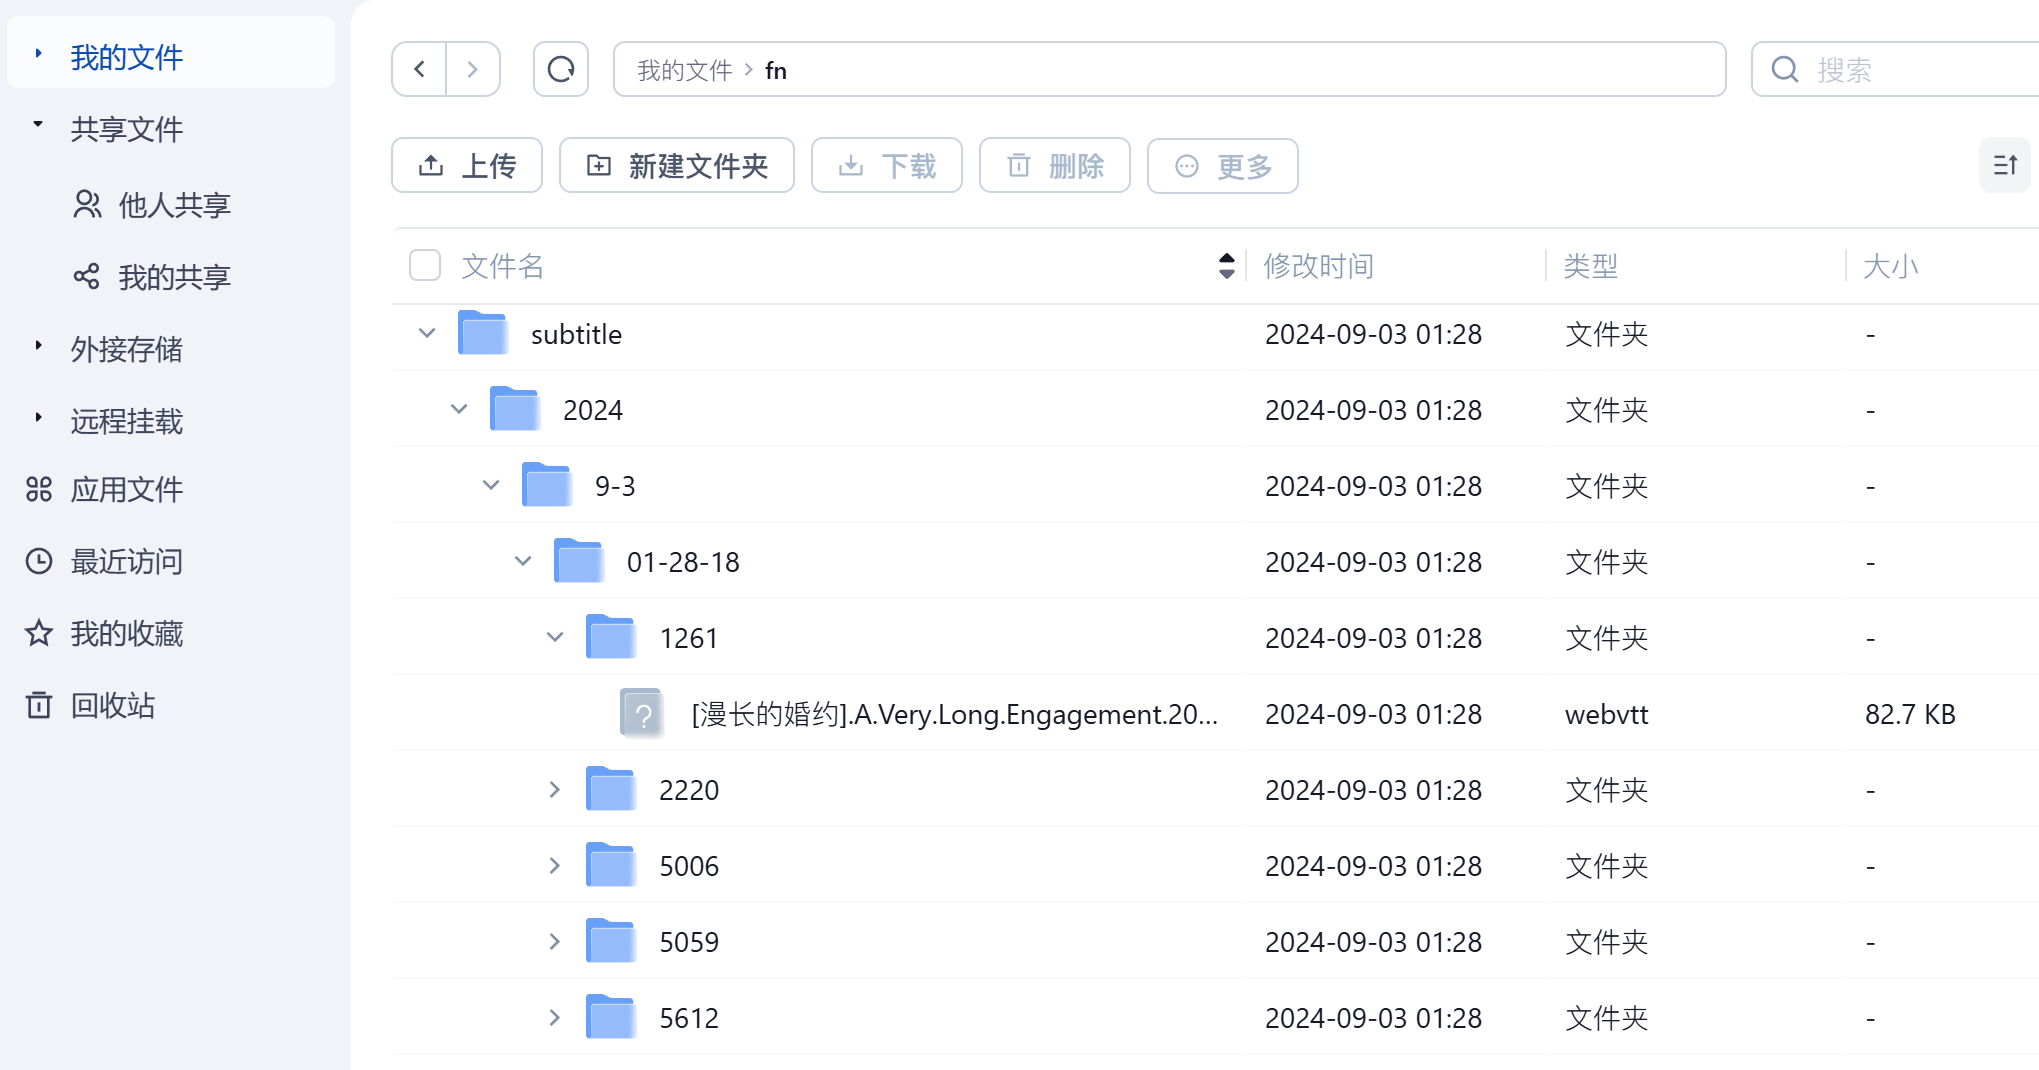 我的文件
共享文件
他人共享
我的共享
外接存储
远程挂载
应用文件
最近访问
我的收藏
回收站
我的文件 > fn
搜索
上传 新建文件夹 下载 删除 更多
文件名 修改时间 类型 大小
subtitle 2024-09-03 01:28 文件夹 -
2024 2024-09-03 01:28 文件夹 -
9-3 2024-09-03 01:28 文件夹 -
01-28-18 2024-09-03 01:28 文件夹 -
1261 2024-09-03 01:28 文件夹 -
[漫长的婚约].A.Very.Long.Engagement.20... 2024-09-03 01:28 webvtt 82.7 KB
2220 2024-09-03 01:28 文件夹 -
5006 2024-09-03 01:28 文件夹 -
5059 2024-09-03 01:28 文件夹 -
5612 2024-09-03 01:28 文件夹 -